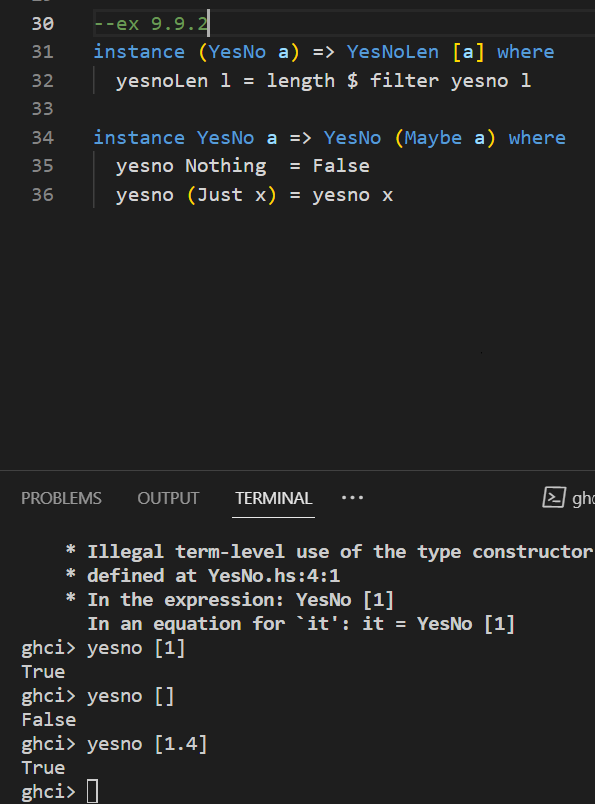 30 --ex 9.9.2
31 instance (YesNo a) => YesNoLen [a] where
32   yesnoLen l = length $ filter yesno l
33
34 instance YesNo a => YesNo (Maybe a) where
35   yesno Nothing  = False
36   yesno (Just x) = yesno x
PROBLEMS OUTPUT TERMINAL ··· ghc
    * Illegal term-level use of the type constructor
    * defined at YesNo.hs:4:1
    * In the expression: YesNo [1]
      In an equation for `it': it = YesNo [1]
ghci> yesno [1]
True
ghci> yesno []
False
ghci> yesno [1.4]
True
ghci>